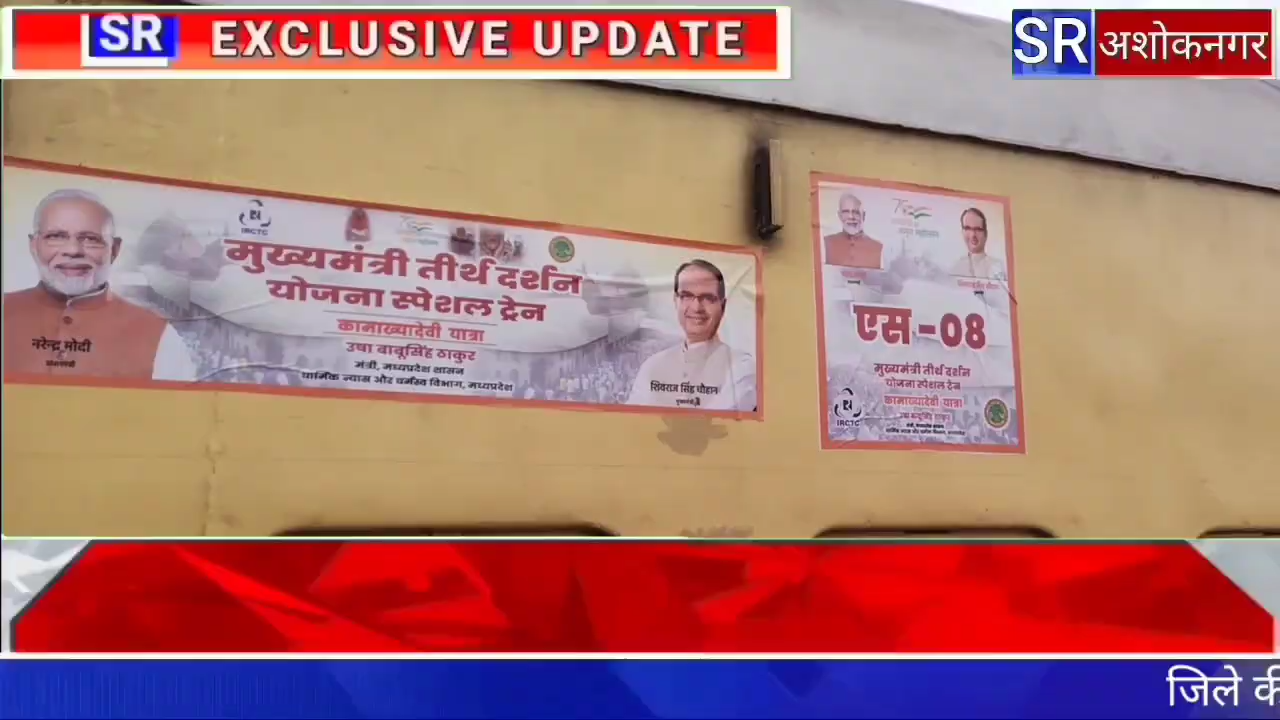 SR EXCLUSIVE UPDATE
SR अशोकनगर
IRCTC
मुख्यमंत्री तीर्थ दर्शन
योजना स्पेशल ट्रेन
कामाख्यादेवी यात्रा
उषा बाबूसिंह ठाकुर
मंत्री, मध्यप्रदेश शासन
धार्मिक न्यास और धर्मस्व विभाग, मध्यप्रदेश
नरेन्द्र मोदी
शिवराज सिंह चौहान
एस -08
मुख्यमंत्री तीर्थ दर्शन
योजना स्पेशल ट्रेन
कामाख्यादेवी यात्रा
IRCTC
जिले की